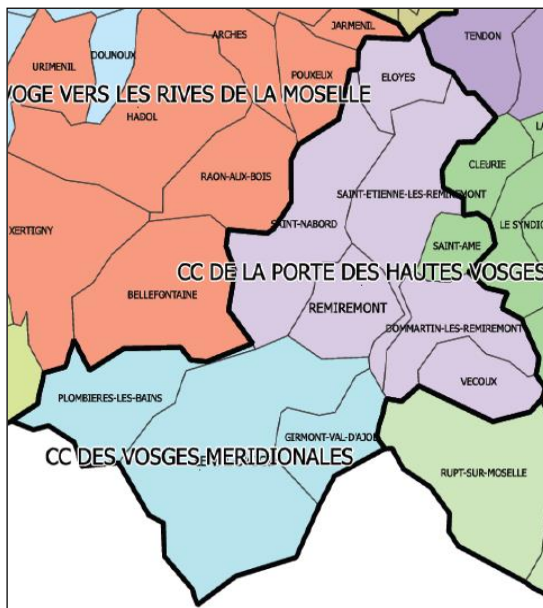 ARCHES
JARMENIL
TENDON
DOUNOUX
URIMENIL
POUXEUX
ELOYES
VOGE VERS LES RIVES DE LA MOSELLE
HADOL
LA
CLEURIE
RAON-AUX-BOIS
SAINT-ETIENNE-LES-REMIREMONT
XERTIGNY
SAINT-NABORD
LE SYNDIC
SAINT-AME
CC DE LA PORTE DES HAUTES VOSGES
BELLEFONTAINE
REMIREMONT
DOMMARTIN-LES-REMIREMONT
VECOUX
PLOMBIERES-LES-BAINS
GIRMONT-VAL-D'AJOL
CC DES VOSGES MERIDIONALES
RUPT-SUR-MOSELLE